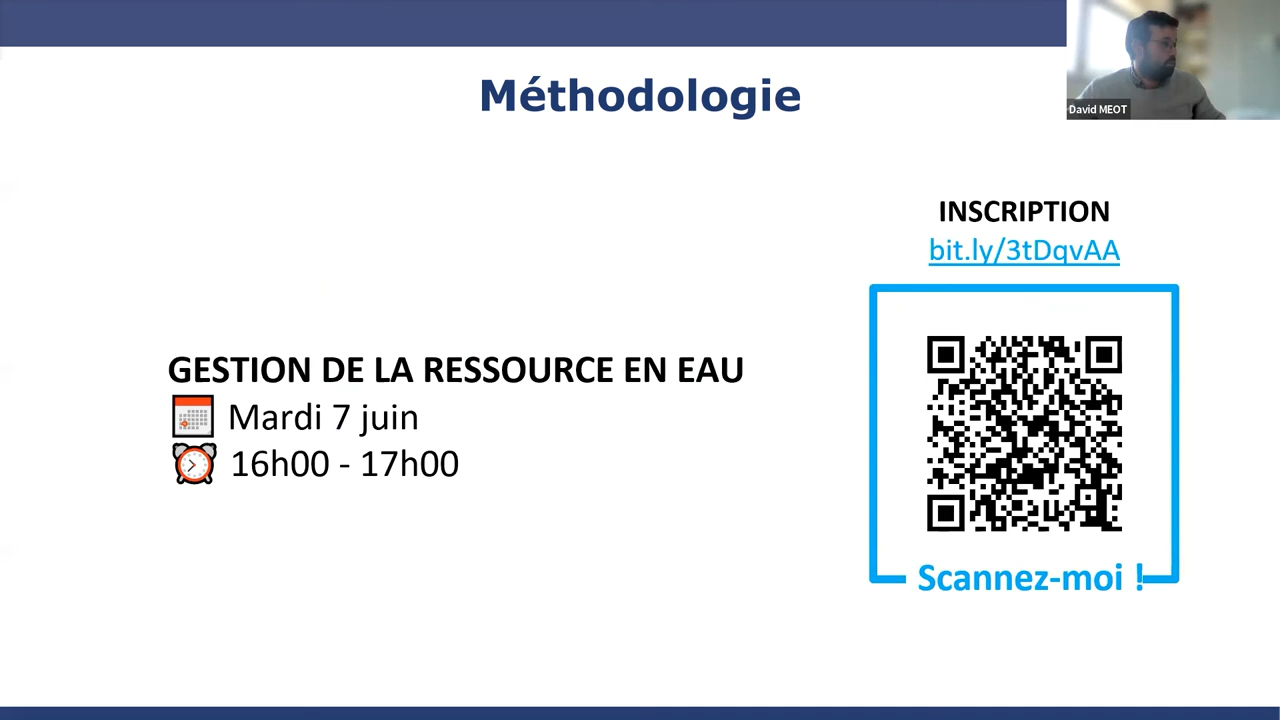 Méthodologie
David MEOT
INSCRIPTION
bit.ly/3tDqvAA
GESTION DE LA RESSOURCE EN EAU
Mardi 7 juin
16h00 - 17h00
Scannez-moi !